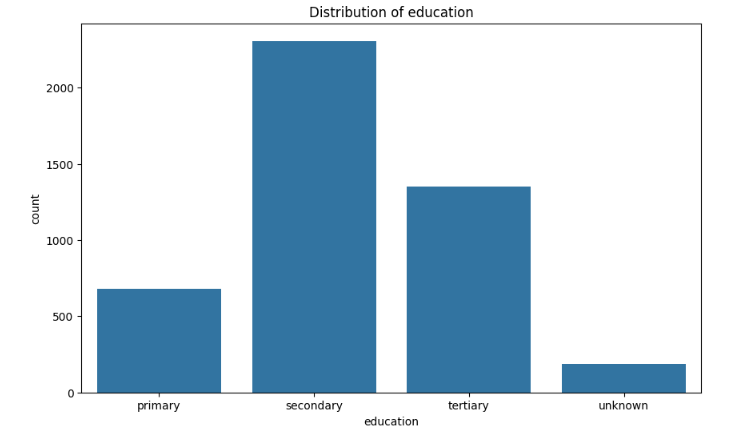 Distribution of education
2000
1500
1000
500
0
count
primary secondary tertiary unknown
education